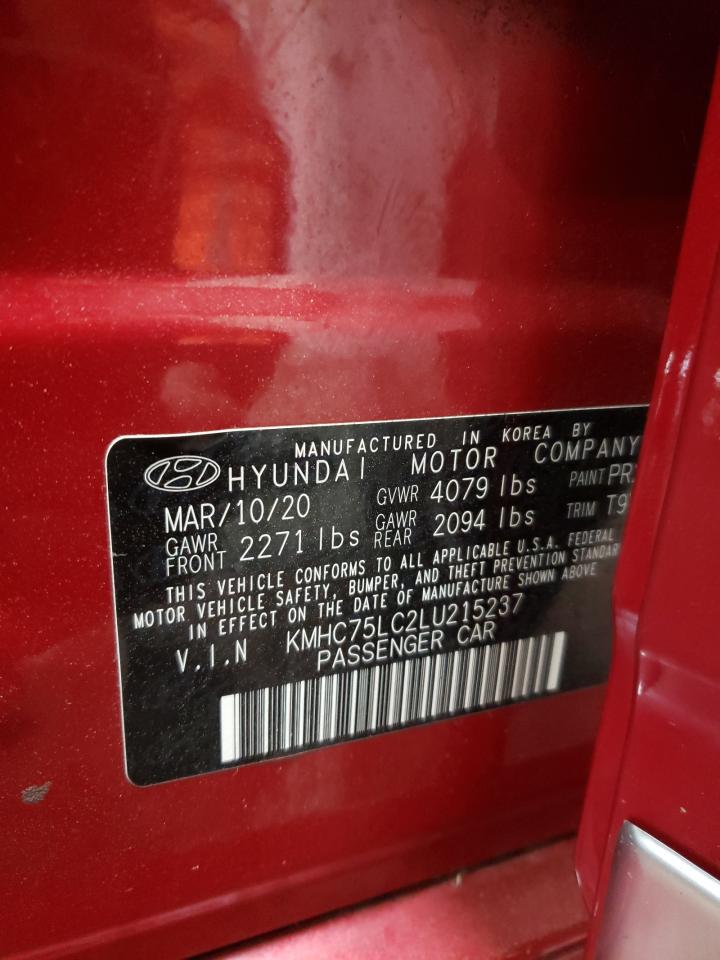 MANUFACTURED IN KOREA BY
HYUNDAI MOTOR COMPANY
MAR/10/20 GVWR 4079 lbs PAINT
GAWR FRONT 2271 lbs GAWR REAR 2094 lbs TRIM
THIS VEHICLE CONFORMS TO ALL APPLICABLE U.S.A. FEDERAL
MOTOR VEHICLE SAFETY, BUMPER, AND THEFT PREVENTION
IN EFFECT ON THE DATE OF MANUFACTURE SHOWN ABOVE
V.I.N KMHC75LC2LU215237
PASSENGER CAR